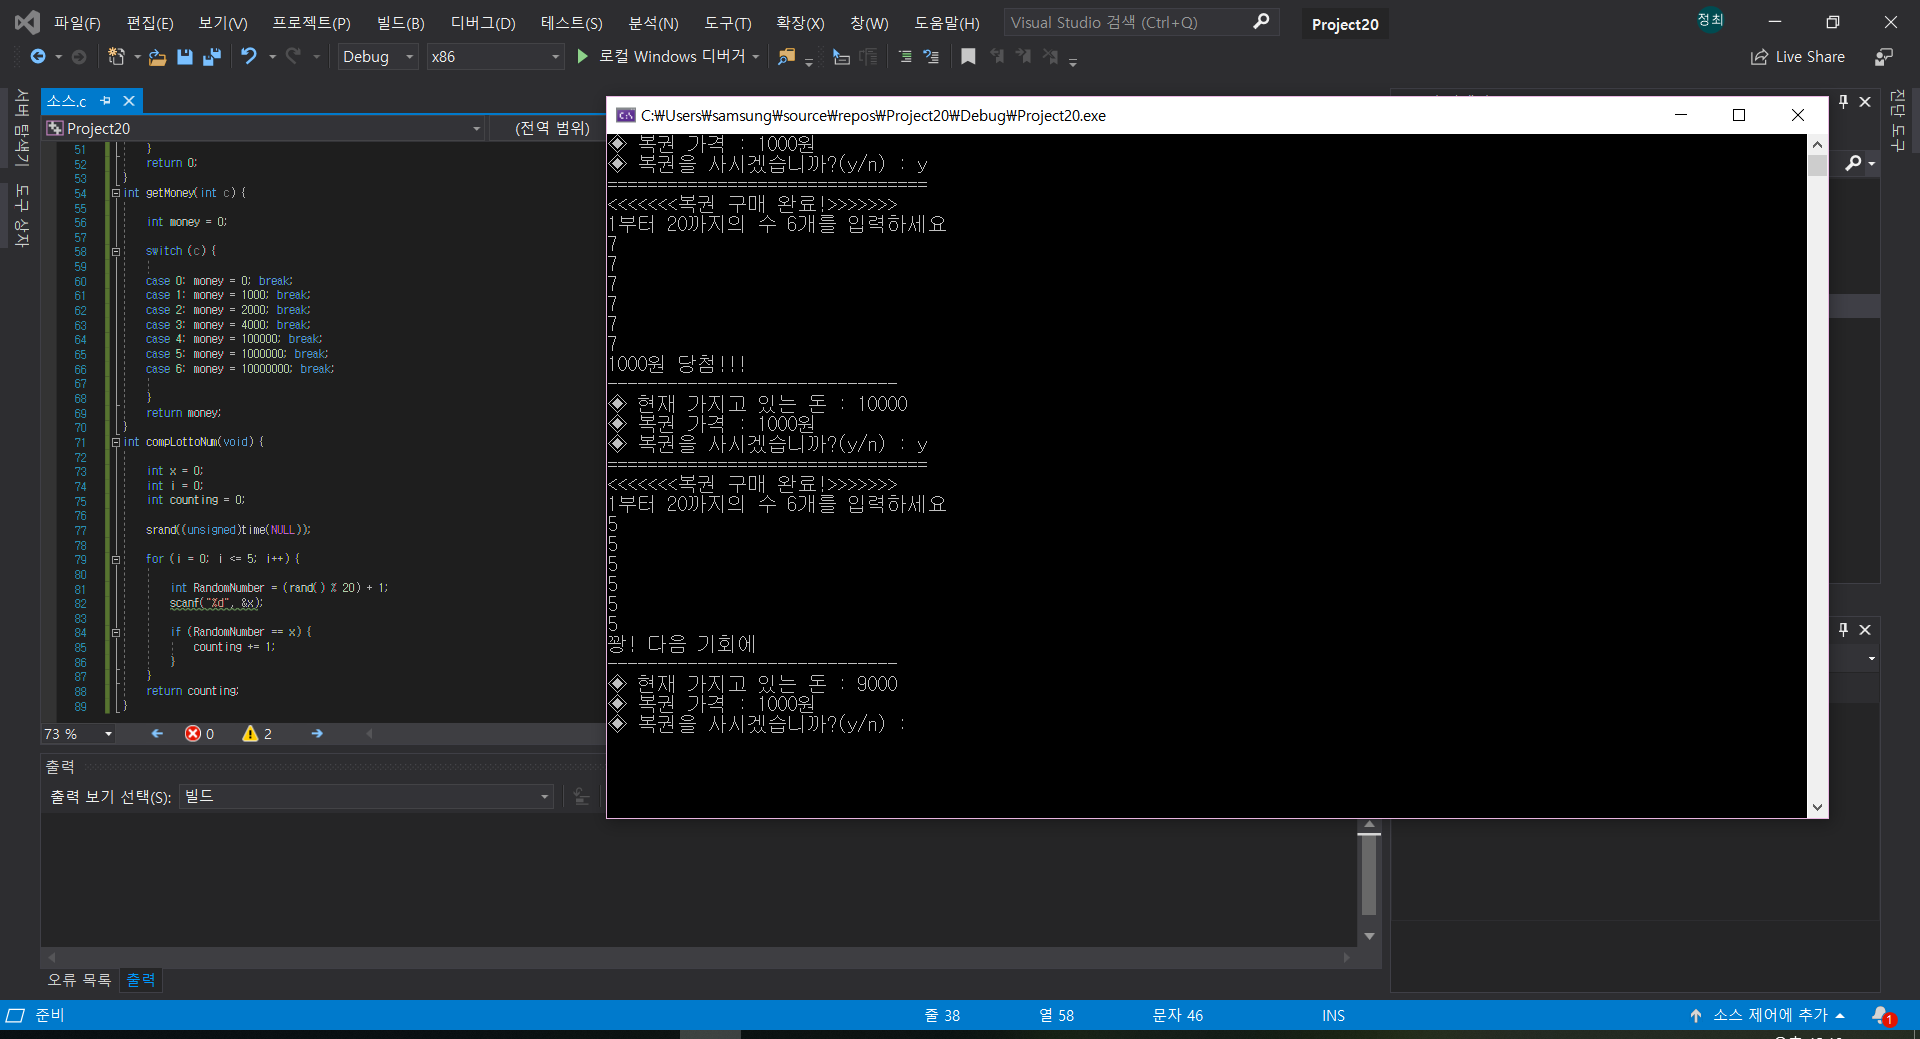 파일(F) 편집(E) 보기(V) 프로젝트(P) 빌드(B) 디버그(D) 테스트(S) 분석(N) 도구(T) 확장(X) 창(W) 도움말(H) Visual Studio 검색 (Ctrl+Q) Project20 정최
Debug x86 로컬 Windows 디버거 Live Share
서버 탐색기
도구 상자
소스.c
Project20 (전역 범위)
51 }
52 return 0;
53 }
54 int getMoney(int c) {
55
56 int money = 0;
57
58 switch (c) {
59
60 case 0: money = 0; break;
61 case 1: money = 1000; break;
62 case 2: money = 2000; break;
63 case 3: money = 4000; break;
64 case 4: money = 100000; break;
65 case 5: money = 1000000; break;
66 case 6: money = 10000000; break;
67
68 }
69 return money;
70 }
71 int compLottoNum(void) {
72
73 int x = 0;
74 int i = 0;
75 int counting = 0;
76
77 srand((unsigned)time(NULL));
78
79 for (i = 0; i <= 5; i++) {
80
81 int RandomNumber = (rand() % 20) + 1;
82 scanf("%d", &x);
83
84 if (RandomNumber == x) {
85 counting += 1;
86 }
87 }
88 return counting;
89 }
73 % 0 2
출력
출력 보기 선택(S): 빌드
오류 목록 출력
C:\Users\samsung\source\repos\Project20\Debug\Project20.exe
◈ 복권 가격 : 1000원
◈ 복권을 사시겠습니까?(y/n) : y
================================
<<<<<<<복권 구매 완료!>>>>>>>
1부터 20까지의 수 6개를 입력하세요
7
7
7
7
7
7
1000원 당첨!!!
-----------------------------
◈ 현재 가지고 있는 돈 : 10000
◈ 복권 가격 : 1000원
◈ 복권을 사시겠습니까?(y/n) : y
================================
<<<<<<<복권 구매 완료!>>>>>>>
1부터 20까지의 수 6개를 입력하세요
5
5
5
5
5
5
꽝! 다음 기회에
-----------------------------
◈ 현재 가지고 있는 돈 : 9000
◈ 복권 가격 : 1000원
◈ 복권을 사시겠습니까?(y/n) :
진단 도구
준비 줄 38 열 58 문자 46 INS 소스 제어에 추가 1